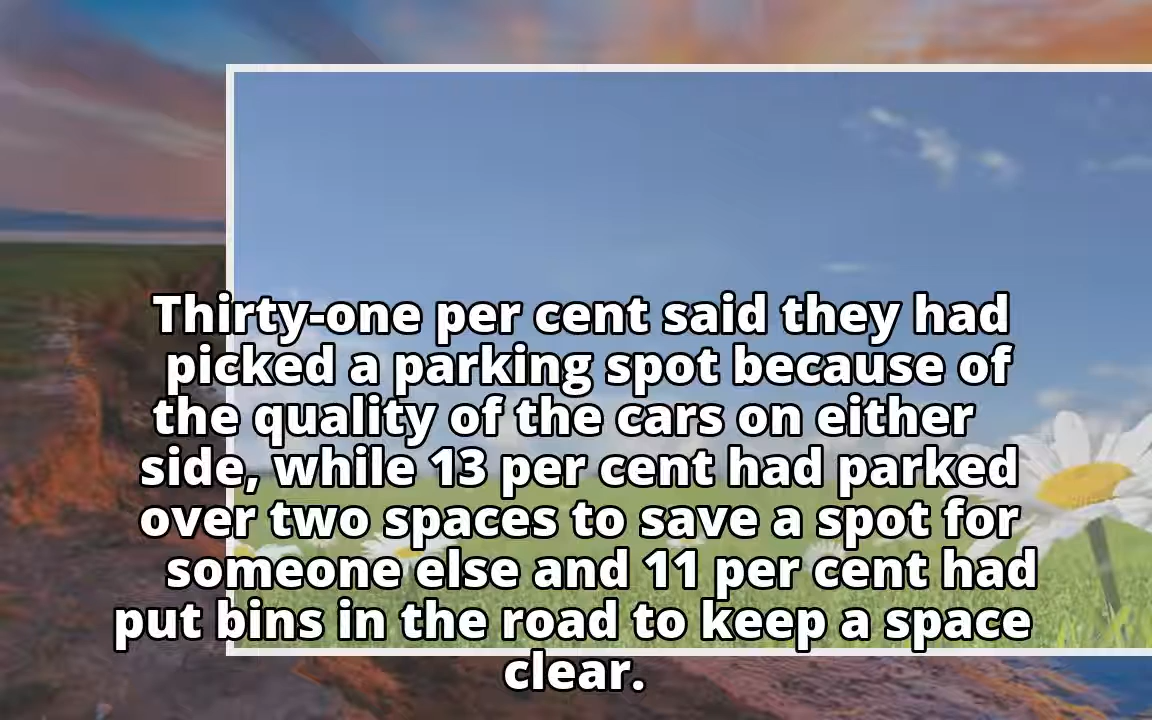 Thirty-one per cent said they had
picked a parking spot because of
the quality of the cars on either
side, while 13 per cent had parked
over two spaces to save a spot for
someone else and 11 per cent had
put bins in the road to keep a space
clear.